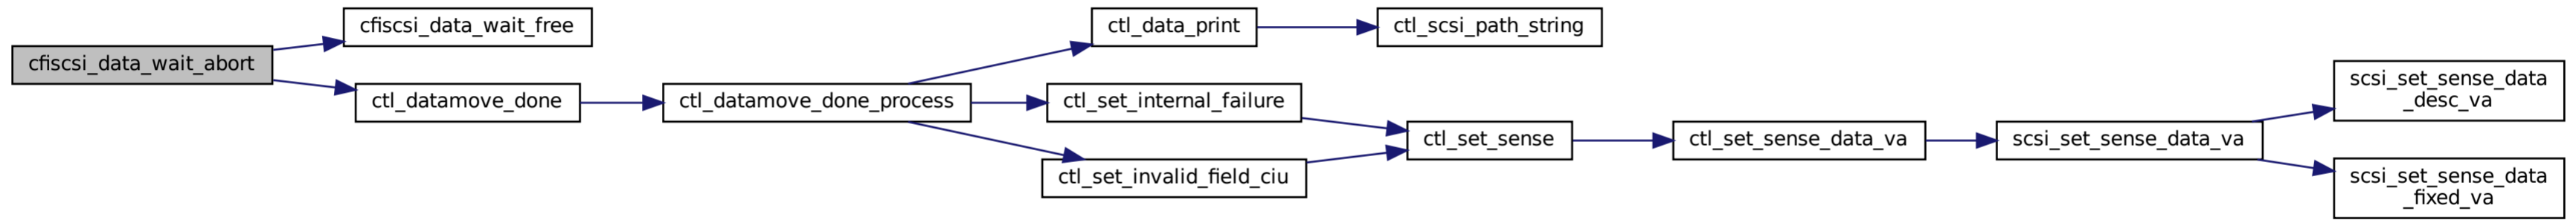 cfiscsi_data_wait_abort
cfiscsi_data_wait_free
ctl_datamove_done
ctl_datamove_done_process
ctl_data_print
ctl_scsi_path_string
ctl_set_internal_failure
ctl_set_invalid_field_ciu
ctl_set_sense
ctl_set_sense_data_va
scsi_set_sense_data_va
scsi_set_sense_data
_desc_va
scsi_set_sense_data
_fixed_va